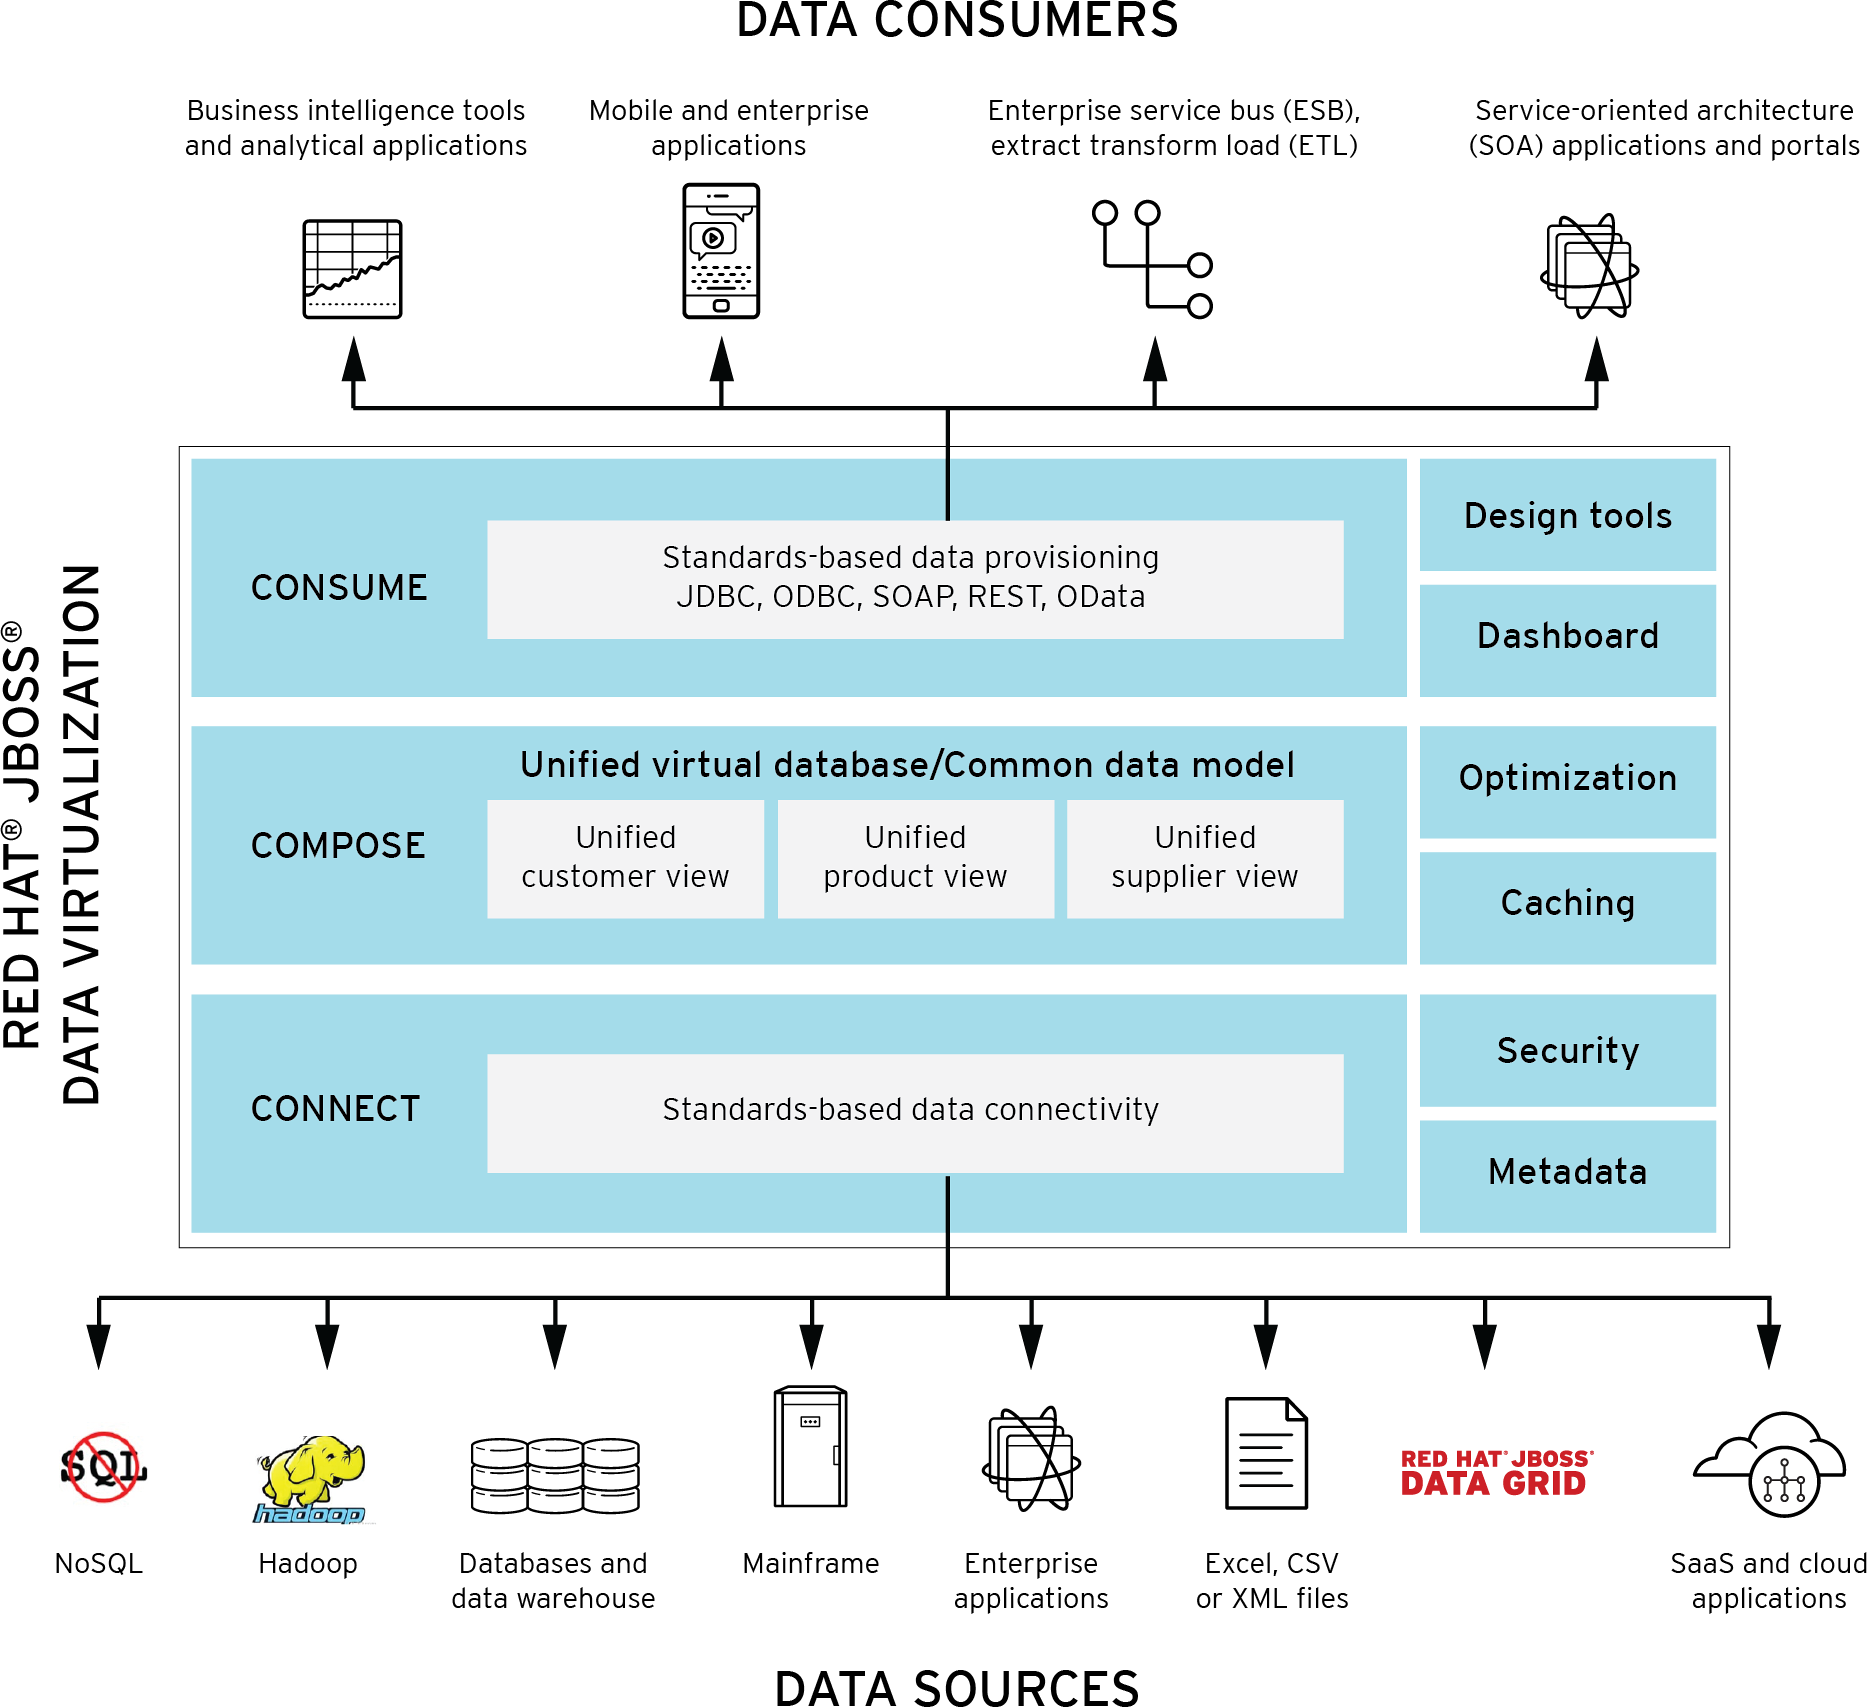 DATA CONSUMERS
Business intelligence tools
and analytical applications
Mobile and enterprise
applications
Enterprise service bus (ESB),
extract transform load (ETL)
Service-oriented architecture
(SOA) applications and portals
RED HAT® JBOSS®
DATA VIRTUALIZATION
CONSUME
Standards-based data provisioning
JDBC, ODBC, SOAP, REST, OData
Design tools
Dashboard
COMPOSE
Unified virtual database/Common data model
Unified
customer view
Unified
product view
Unified
supplier view
Optimization
Caching
CONNECT
Standards-based data connectivity
Security
Metadata
SQL
NoSQL
hadoop
Hadoop
Databases and
data warehouse
Mainframe
Enterprise
applications
Excel, CSV
or XML files
RED HAT® JBOSS®
DATA GRID
SaaS and cloud
applications
DATA SOURCES